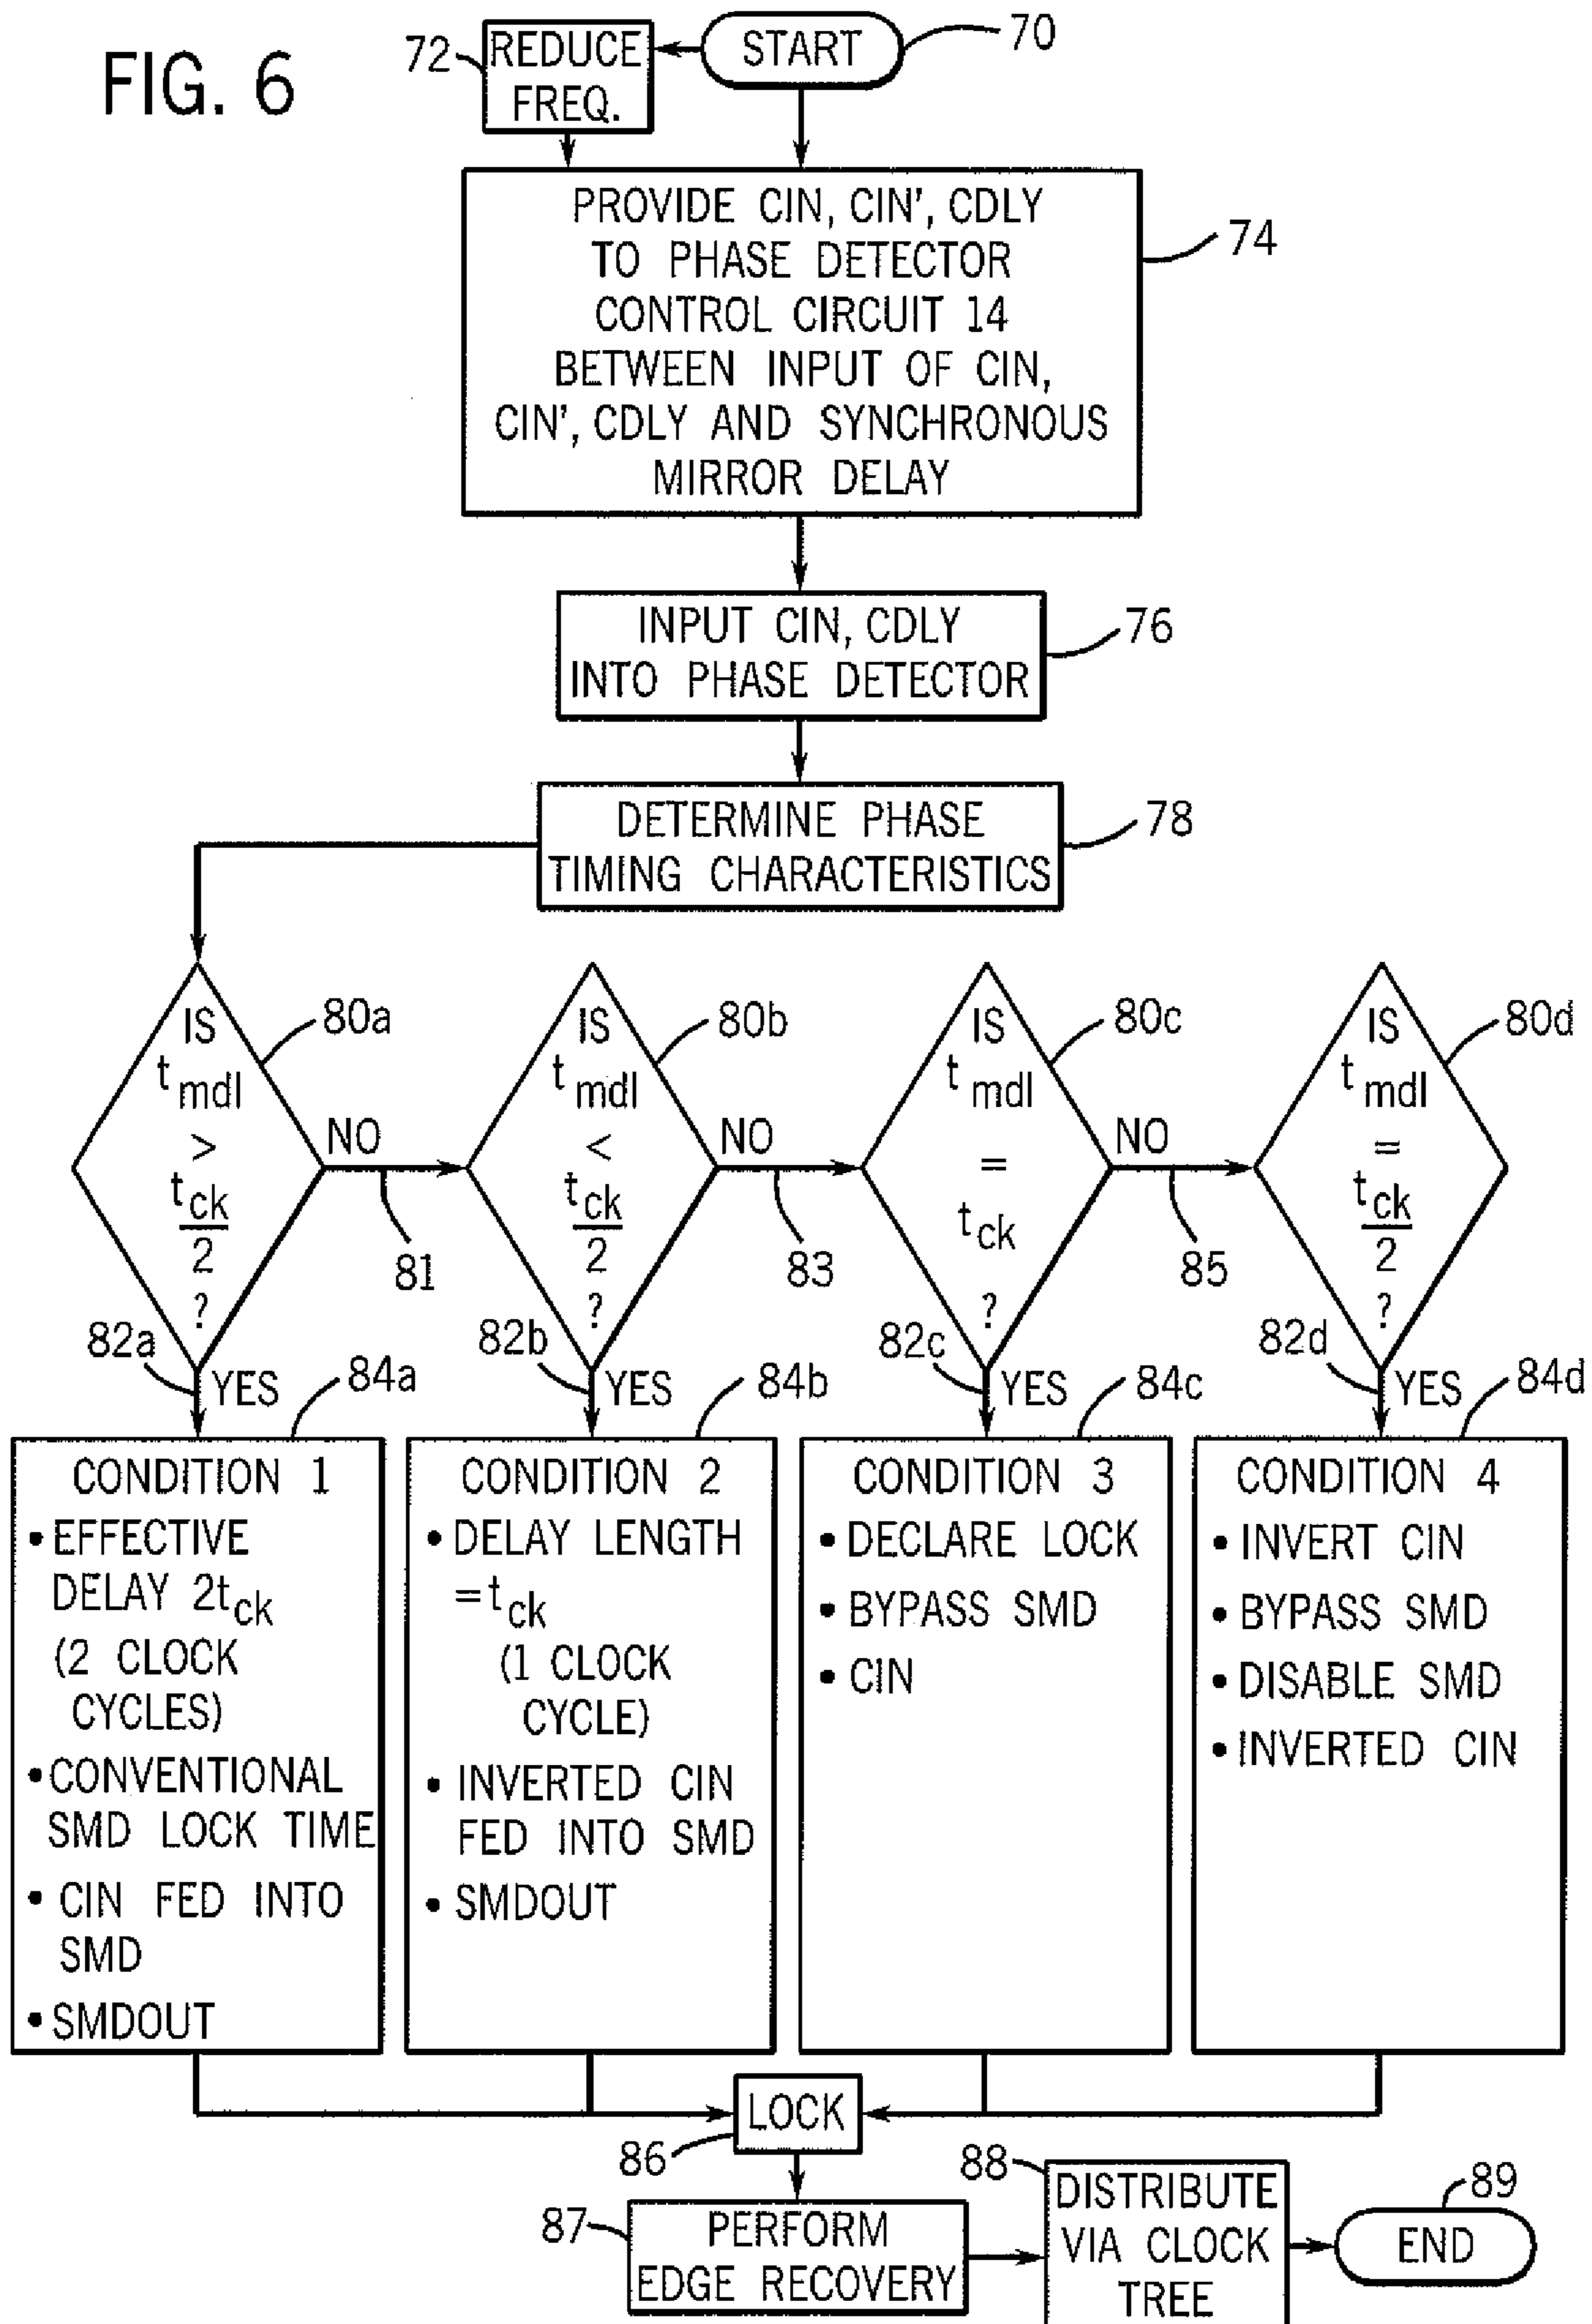 FIG. 6
72
REDUCE
FREQ.
START
70
PROVIDE CIN, CIN', CDLY
TO PHASE DETECTOR
CONTROL CIRCUIT 14
BETWEEN INPUT OF CIN,
CIN', CDLY AND SYNCHRONOUS
MIRROR DELAY
74
INPUT CIN, CDLY
INTO PHASE DETECTOR
76
DETERMINE PHASE
TIMING CHARACTERISTICS
78
IS
t mdl
>
tck
2
?
80a
NO
81
IS
t mdl
<
tck
2
?
80b
NO
83
IS
t mdl
=
tck
?
80c
NO
85
IS
t mdl
=
tck
2
?
80d
82a
YES
84a
82b
YES
84b
82c
YES
84c
82d
YES
84d
CONDITION 1
• EFFECTIVE
DELAY 2tck
(2 CLOCK
CYCLES)
• CONVENTIONAL
SMD LOCK TIME
• CIN FED INTO
SMD
• SMDOUT
CONDITION 2
• DELAY LENGTH
=tck
(1 CLOCK
CYCLE)
• INVERTED CIN
FED INTO SMD
• SMDOUT
CONDITION 3
• DECLARE LOCK
• BYPASS SMD
• CIN
CONDITION 4
• INVERT CIN
• BYPASS SMD
• DISABLE SMD
• INVERTED CIN
LOCK
86
87
PERFORM
EDGE RECOVERY
88
DISTRIBUTE
VIA CLOCK
TREE
89
END